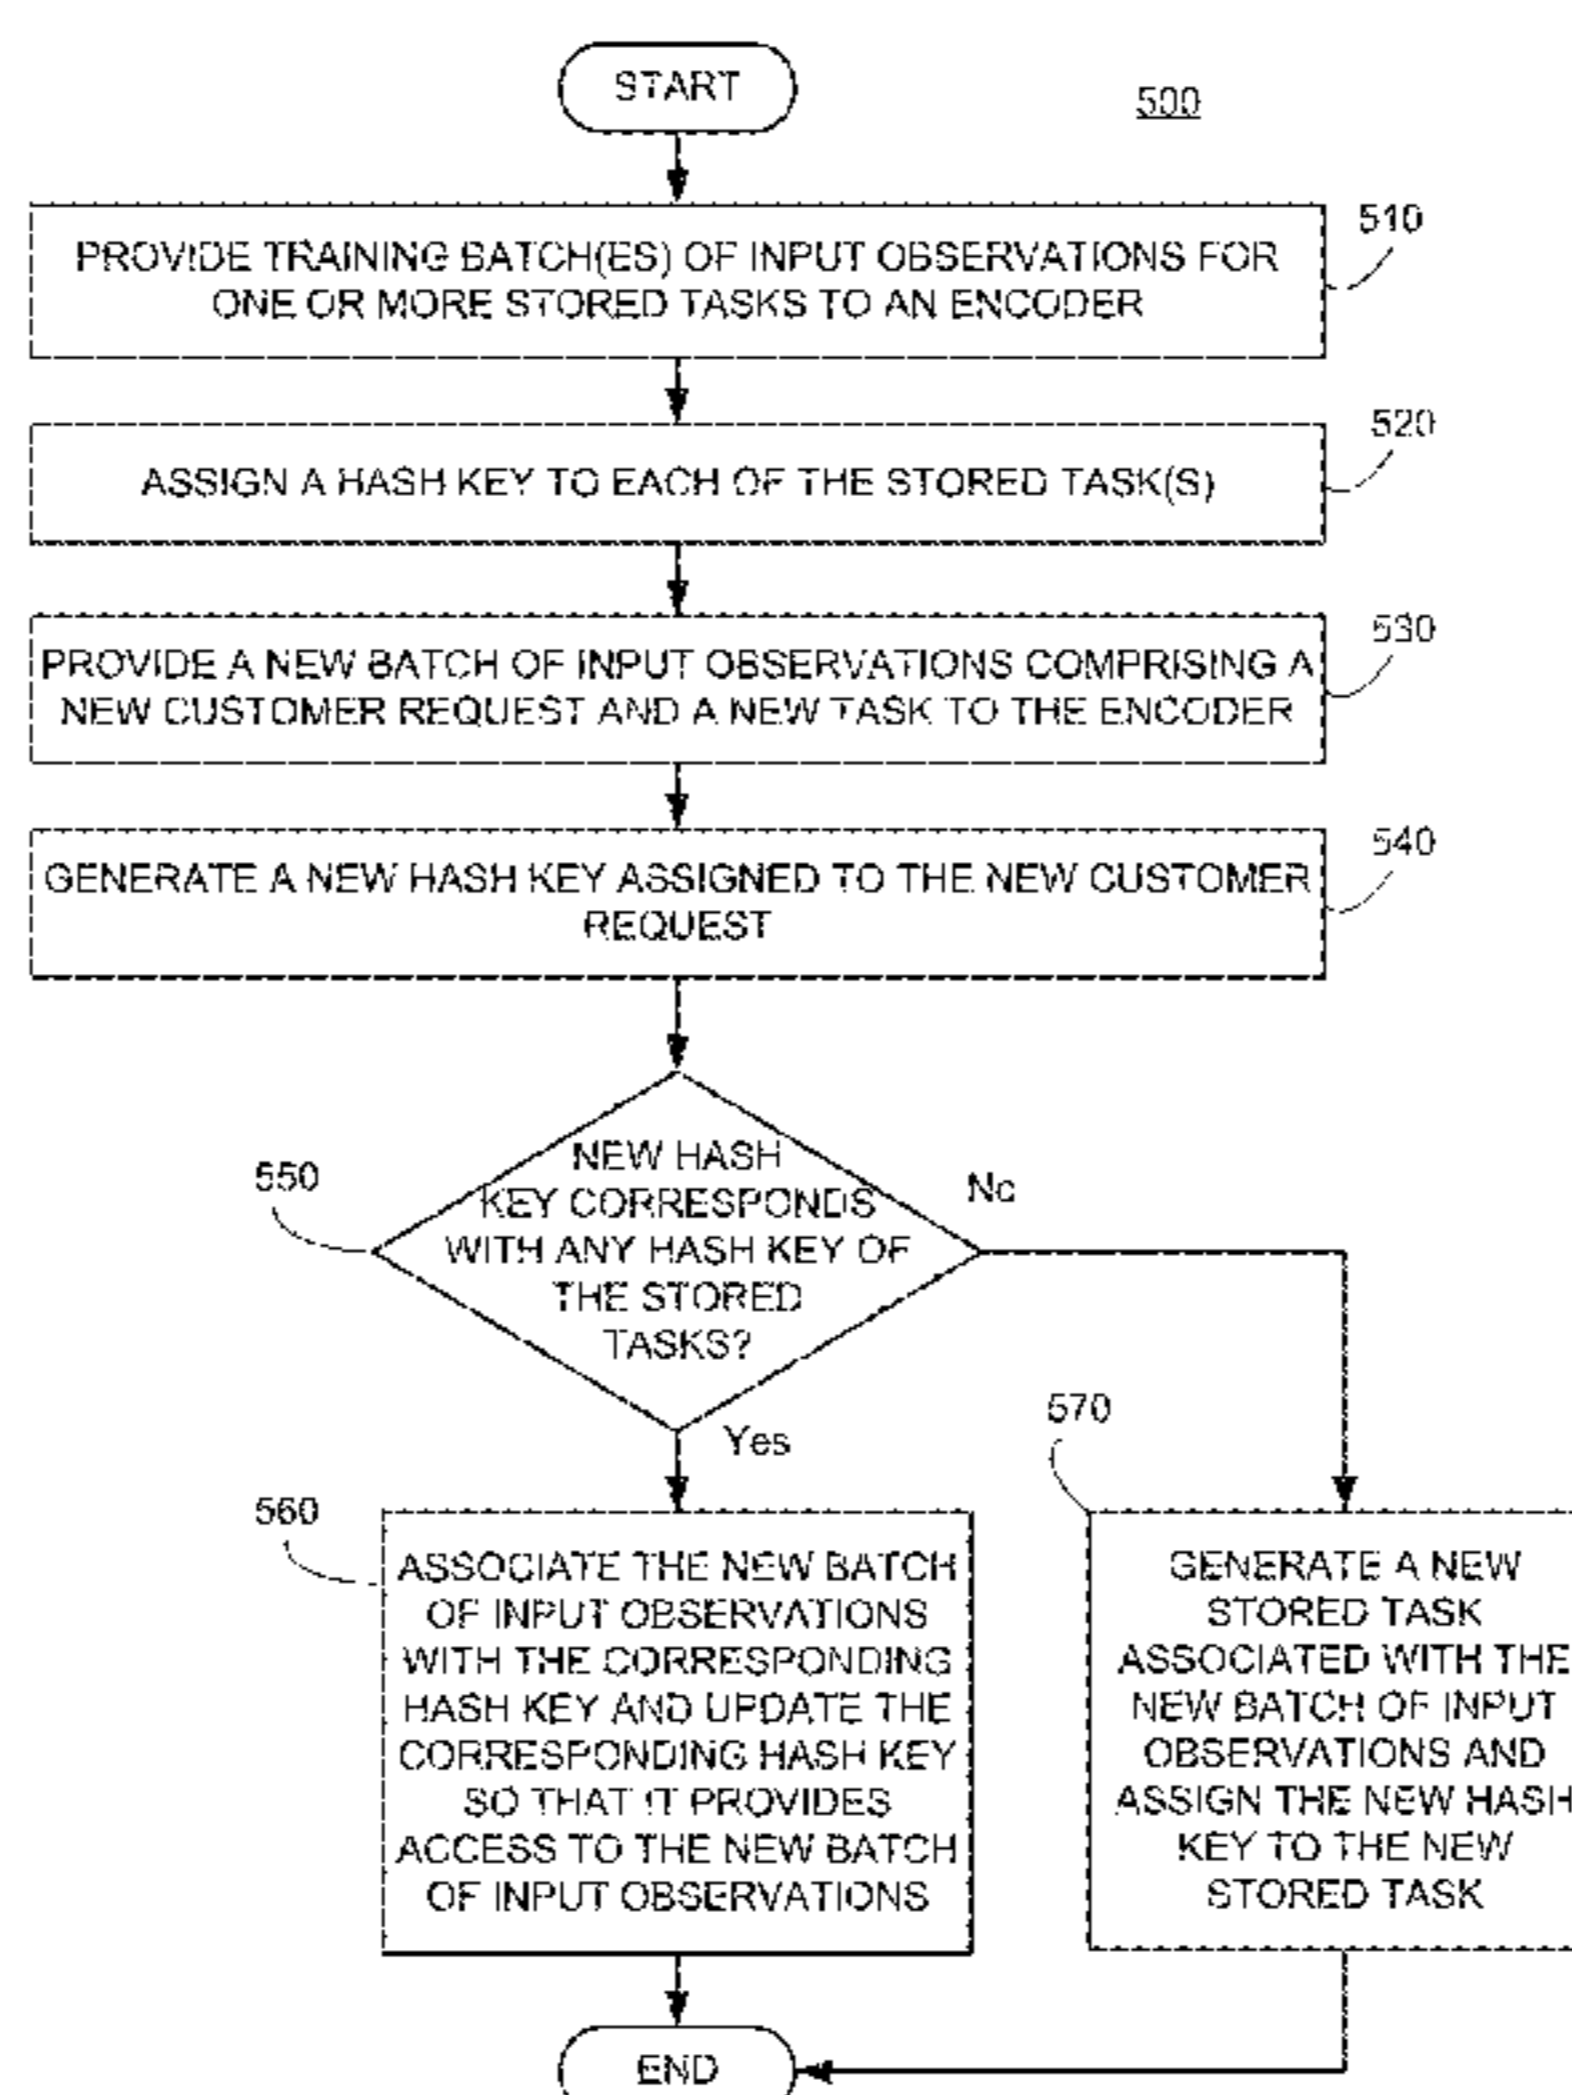 START
500
510
PROVIDE TRAINING BATCH(ES) OF INPUT OBSERVATIONS FOR
ONE OR MORE STORED TASKS TO AN ENCODER
520
ASSIGN A HASH KEY TO EACH OF THE STORED TASK(S)
530
PROVIDE A NEW BATCH OF INPUT OBSERVATIONS COMPRISING A
NEW CUSTOMER REQUEST AND A NEW TASK TO THE ENCODER
540
GENERATE A NEW HASH KEY ASSIGNED TO THE NEW CUSTOMER
REQUEST
550
NEW HASH
KEY CORRESPONDS
WITH ANY HASH KEY OF
THE STORED
TASKS?
No
Yes
560
ASSOCIATE THE NEW BATCH
OF INPUT OBSERVATIONS
WITH THE CORRESPONDING
HASH KEY AND UPDATE THE
CORRESPONDING HASH KEY
SO THAT IT PROVIDES
ACCESS TO THE NEW BATCH
OF INPUT OBSERVATIONS
570
GENERATE A NEW
STORED TASK
ASSOCIATED WITH THE
NEW BATCH OF INPUT
OBSERVATIONS AND
ASSIGN THE NEW HASH
KEY TO THE NEW
STORED TASK
END